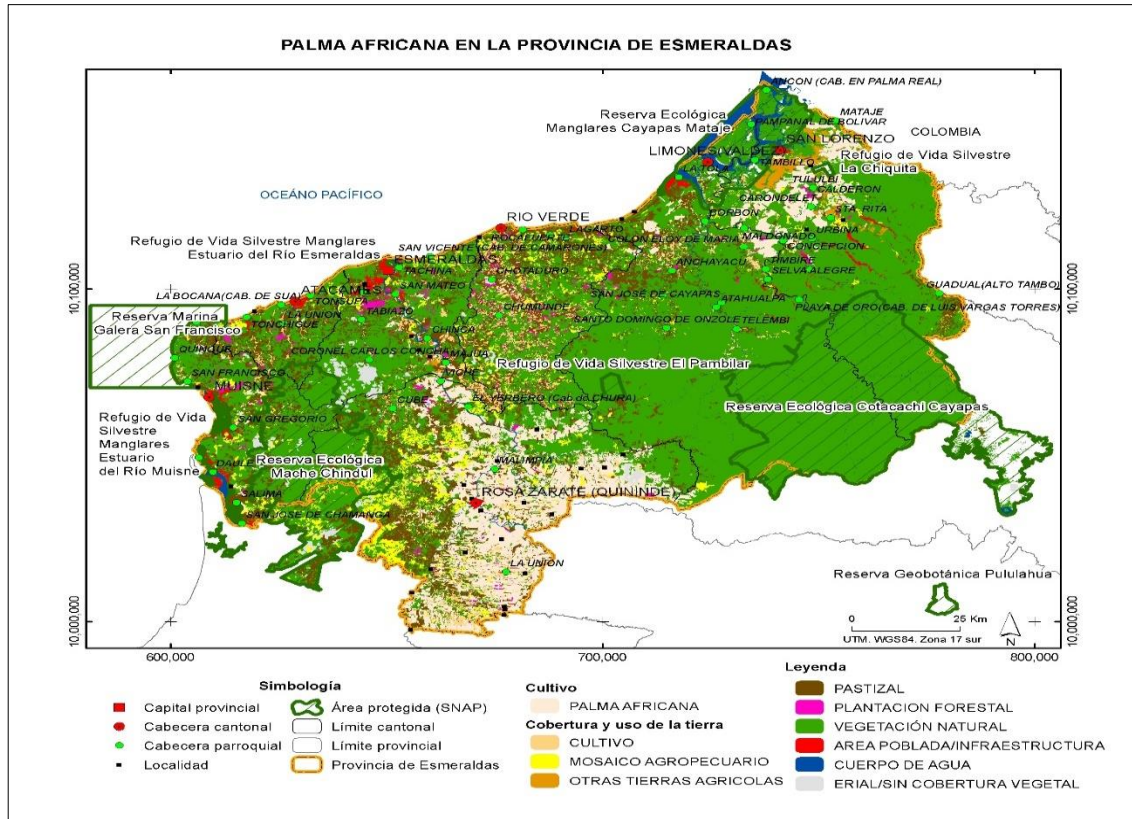 PALMA AFRICANA EN LA PROVINCIA DE ESMERALDAS
ANCON (CAB. EN PALMA REAL)
Reserva Ecológica
Manglares Cayapas Mataje
MATAJE
PAMPANAL DE BOLIVAR
COLOMBIA
SAN LORENZO
LIMONES(VALDEZ)
TAMBILLO
Refugio de Vida Silvestre
La Chiquita
LA TOLA
TULULBI
CALDERON
OCEÁNO PACÍFICO
CARONDELET
STA. RITA
BORBON
RIO VERDE
LAGARTO
URBINA
ROCAFUERTE
COLON ELOY DE MARIA
MALDONADO
CONCEPCION
Refugio de Vida Silvestre Manglares
Estuario del Río Esmeraldas
SAN VICENTE(CAB. DE CAMARONES)
ESMERALDAS
TIMBIRE
TACHINA
CHOTADURO
ANCHAYACU
SELVA ALEGRE
ATACAMES
SAN MATEO
GUADUAL(ALTO TAMBO)
LA BOCANA(CAB. DE SUA)
TONSUPA
SAN JOSE DE CAYAPAS
ATAHUALPA
PLAYA DE ORO(CAB. DE LUIS VARGAS TORRES)
Reserva Marina
Galera San Francisco
LA UNION
TABIAZO
CHUMUNDE
TONCHIGUE
SANTO DOMINGO DE ONZOLE
TELEMBI
CHINCA
QUINGUE
CORONEL CARLOS CONCHA
MAJUA
Refugio de Vida Silvestre El Pambilar
SAN FRANCISCO
VICHE
MUISNE
CUBE
EL YERBERO (Cab de CHURA)
Reserva Ecológica Cotacachi Cayapas
Refugio de Vida
Silvestre
Manglares
Estuario
del Río Muisne
SAN GREGORIO
DAULE
Reserva Ecológica
Mache Chindul
MALIMPIA
ROSA ZARATE (QUININDE)
SALIMA
SAN JOSE DE CHAMANGA
LA UNION
Reserva Geobotánica Pululahua
0 25 Km
N
UTM. WGS84. Zona 17 sur
10,100,000
10,000,000
10,100,000
10,000,000
600,000
700,000
800,000
Simbología
Capital provincial
Cabecera cantonal
Cabecera parroquial
Localidad
Área protegida (SNAP)
Límite cantonal
Límite provincial
Provincia de Esmeraldas
Cultivo
PALMA AFRICANA
Cobertura y uso de la tierra
CULTIVO
MOSAICO AGROPECUARIO
OTRAS TIERRAS AGRICOLAS
Leyenda
PASTIZAL
PLANTACION FORESTAL
VEGETACIÓN NATURAL
AREA POBLADA/INFRAESTRUCTURA
CUERPO DE AGUA
ERIAL/SIN COBERTURA VEGETAL